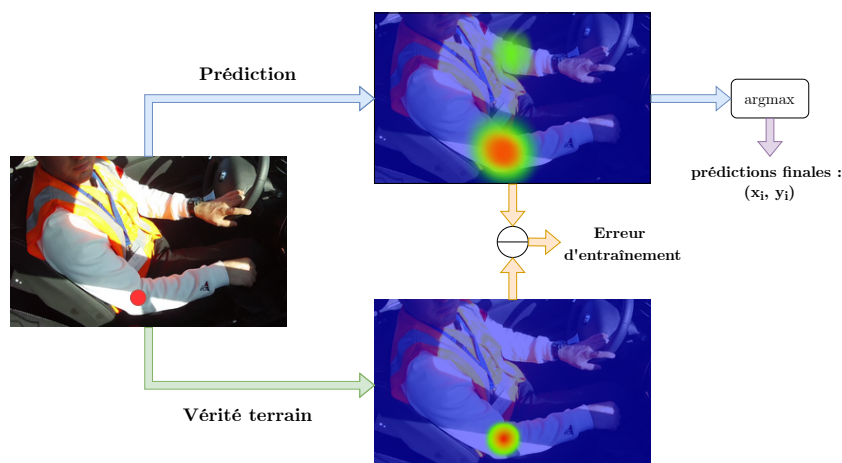 Prédiction
argmax
prédictions finales :
(xᵢ, yᵢ)
Erreur
d'entraînement
Vérité terrain